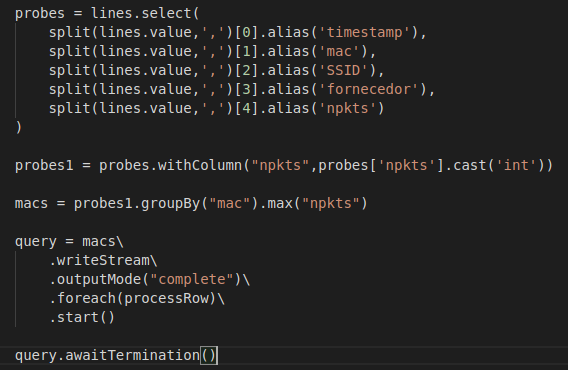 probes = lines.select(
    split(lines.value,',')[0].alias('timestamp'),
    split(lines.value,',')[1].alias('mac'),
    split(lines.value,',')[2].alias('SSID'),
    split(lines.value,',')[3].alias('fornecedor'),
    split(lines.value,',')[4].alias('npkts')
)
probes1 = probes.withColumn("npkts",probes['npkts'].cast('int'))
macs = probes1.groupBy("mac").max("npkts")
query = macs\
    .writeStream\
    .outputMode("complete")\
    .foreach(processRow)\
    .start()
query.awaitTermination()